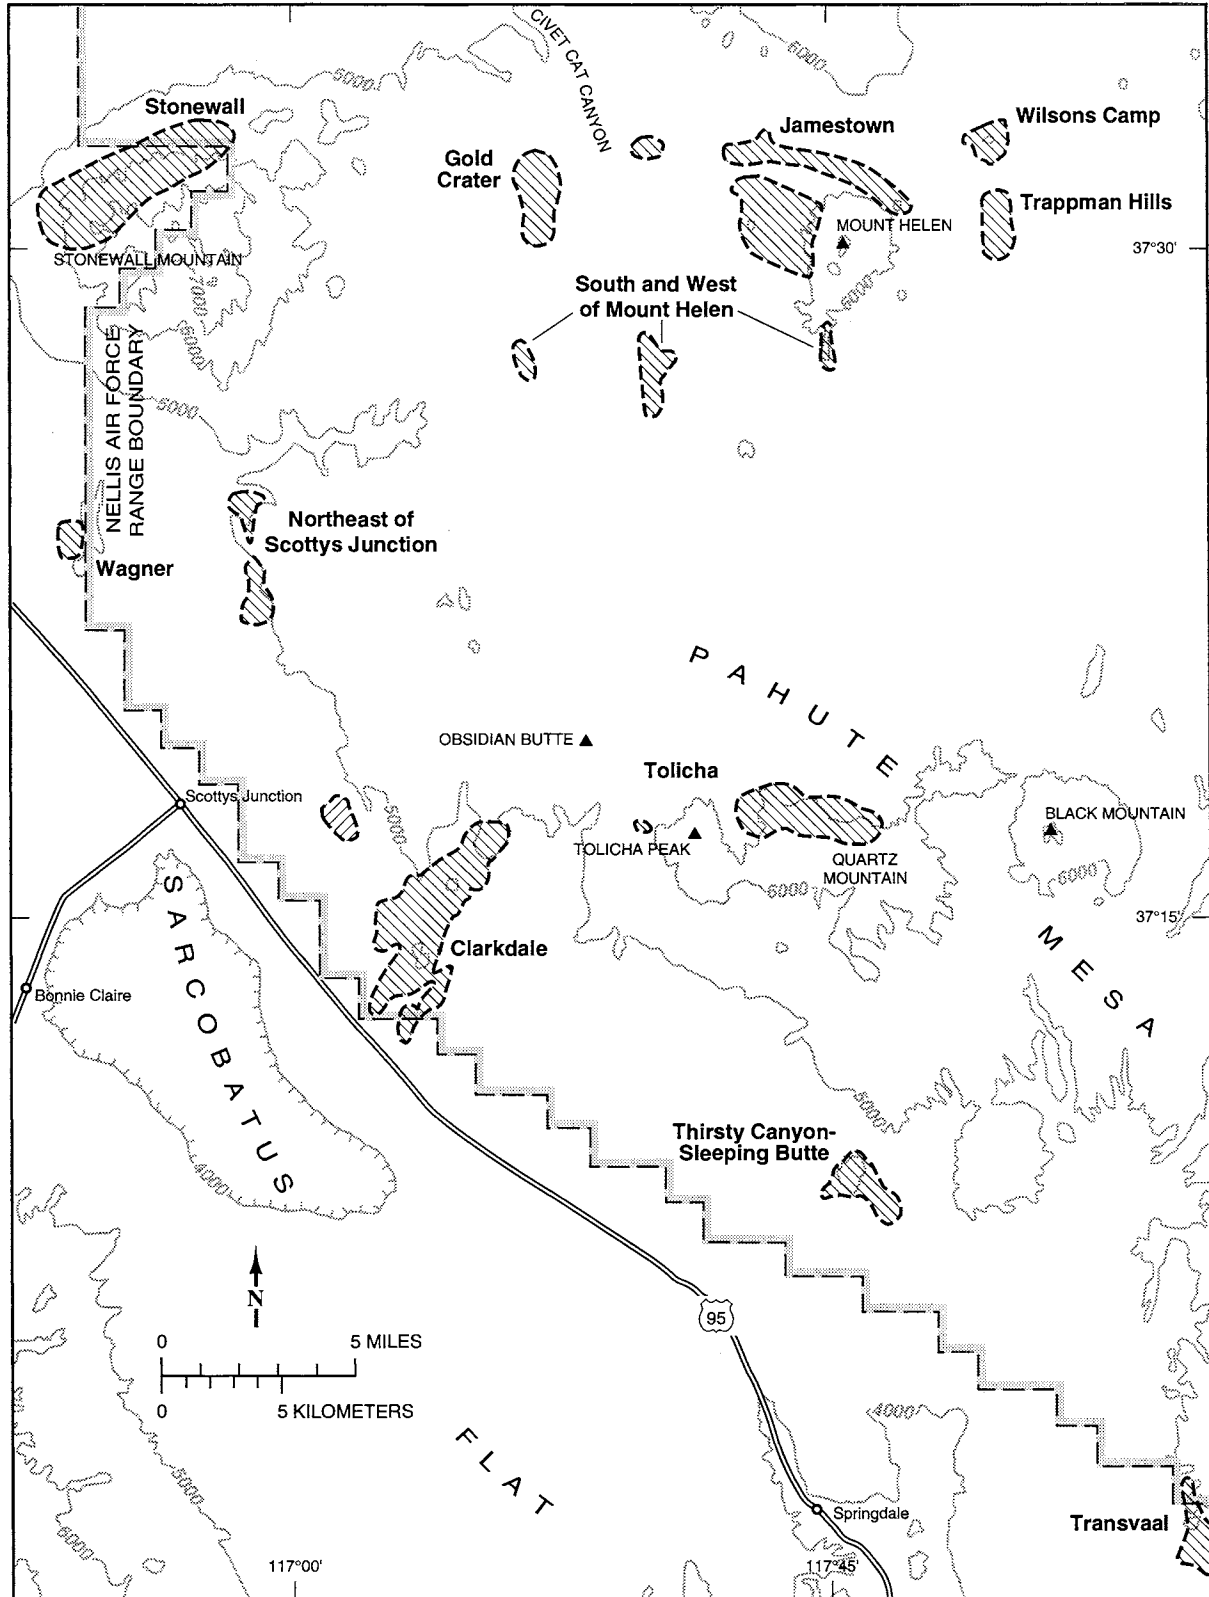 CIVET CAT CANYON
6000
5000
Stonewall
Jamestown
Wilsons Camp
Gold
Crater
Trappman Hills
MOUNT HELEN
37°30'
STONEWALL MOUNTAIN
7000
6000
South and West
of Mount Helen
6000
NELLIS AIR FORCE
RANGE BOUNDARY
5000
Northeast of
Scottys Junction
Wagner
PAHUTE
OBSIDIAN BUTTE
Tolicha
Scottys Junction
5000
BLACK MOUNTAIN
TOLICHA PEAK
QUARTZ
MOUNTAIN
6000
6000
37°15'
SARCOBATUS
Clarkdale
MESA
Bonnie Claire
5000
Thirsty Canyon-
Sleeping Butte
4000
N
95
0 5 MILES
0 5 KILOMETERS
4000
FLAT
5000
Springdale
Transvaal
6000
117°00'
117°45'